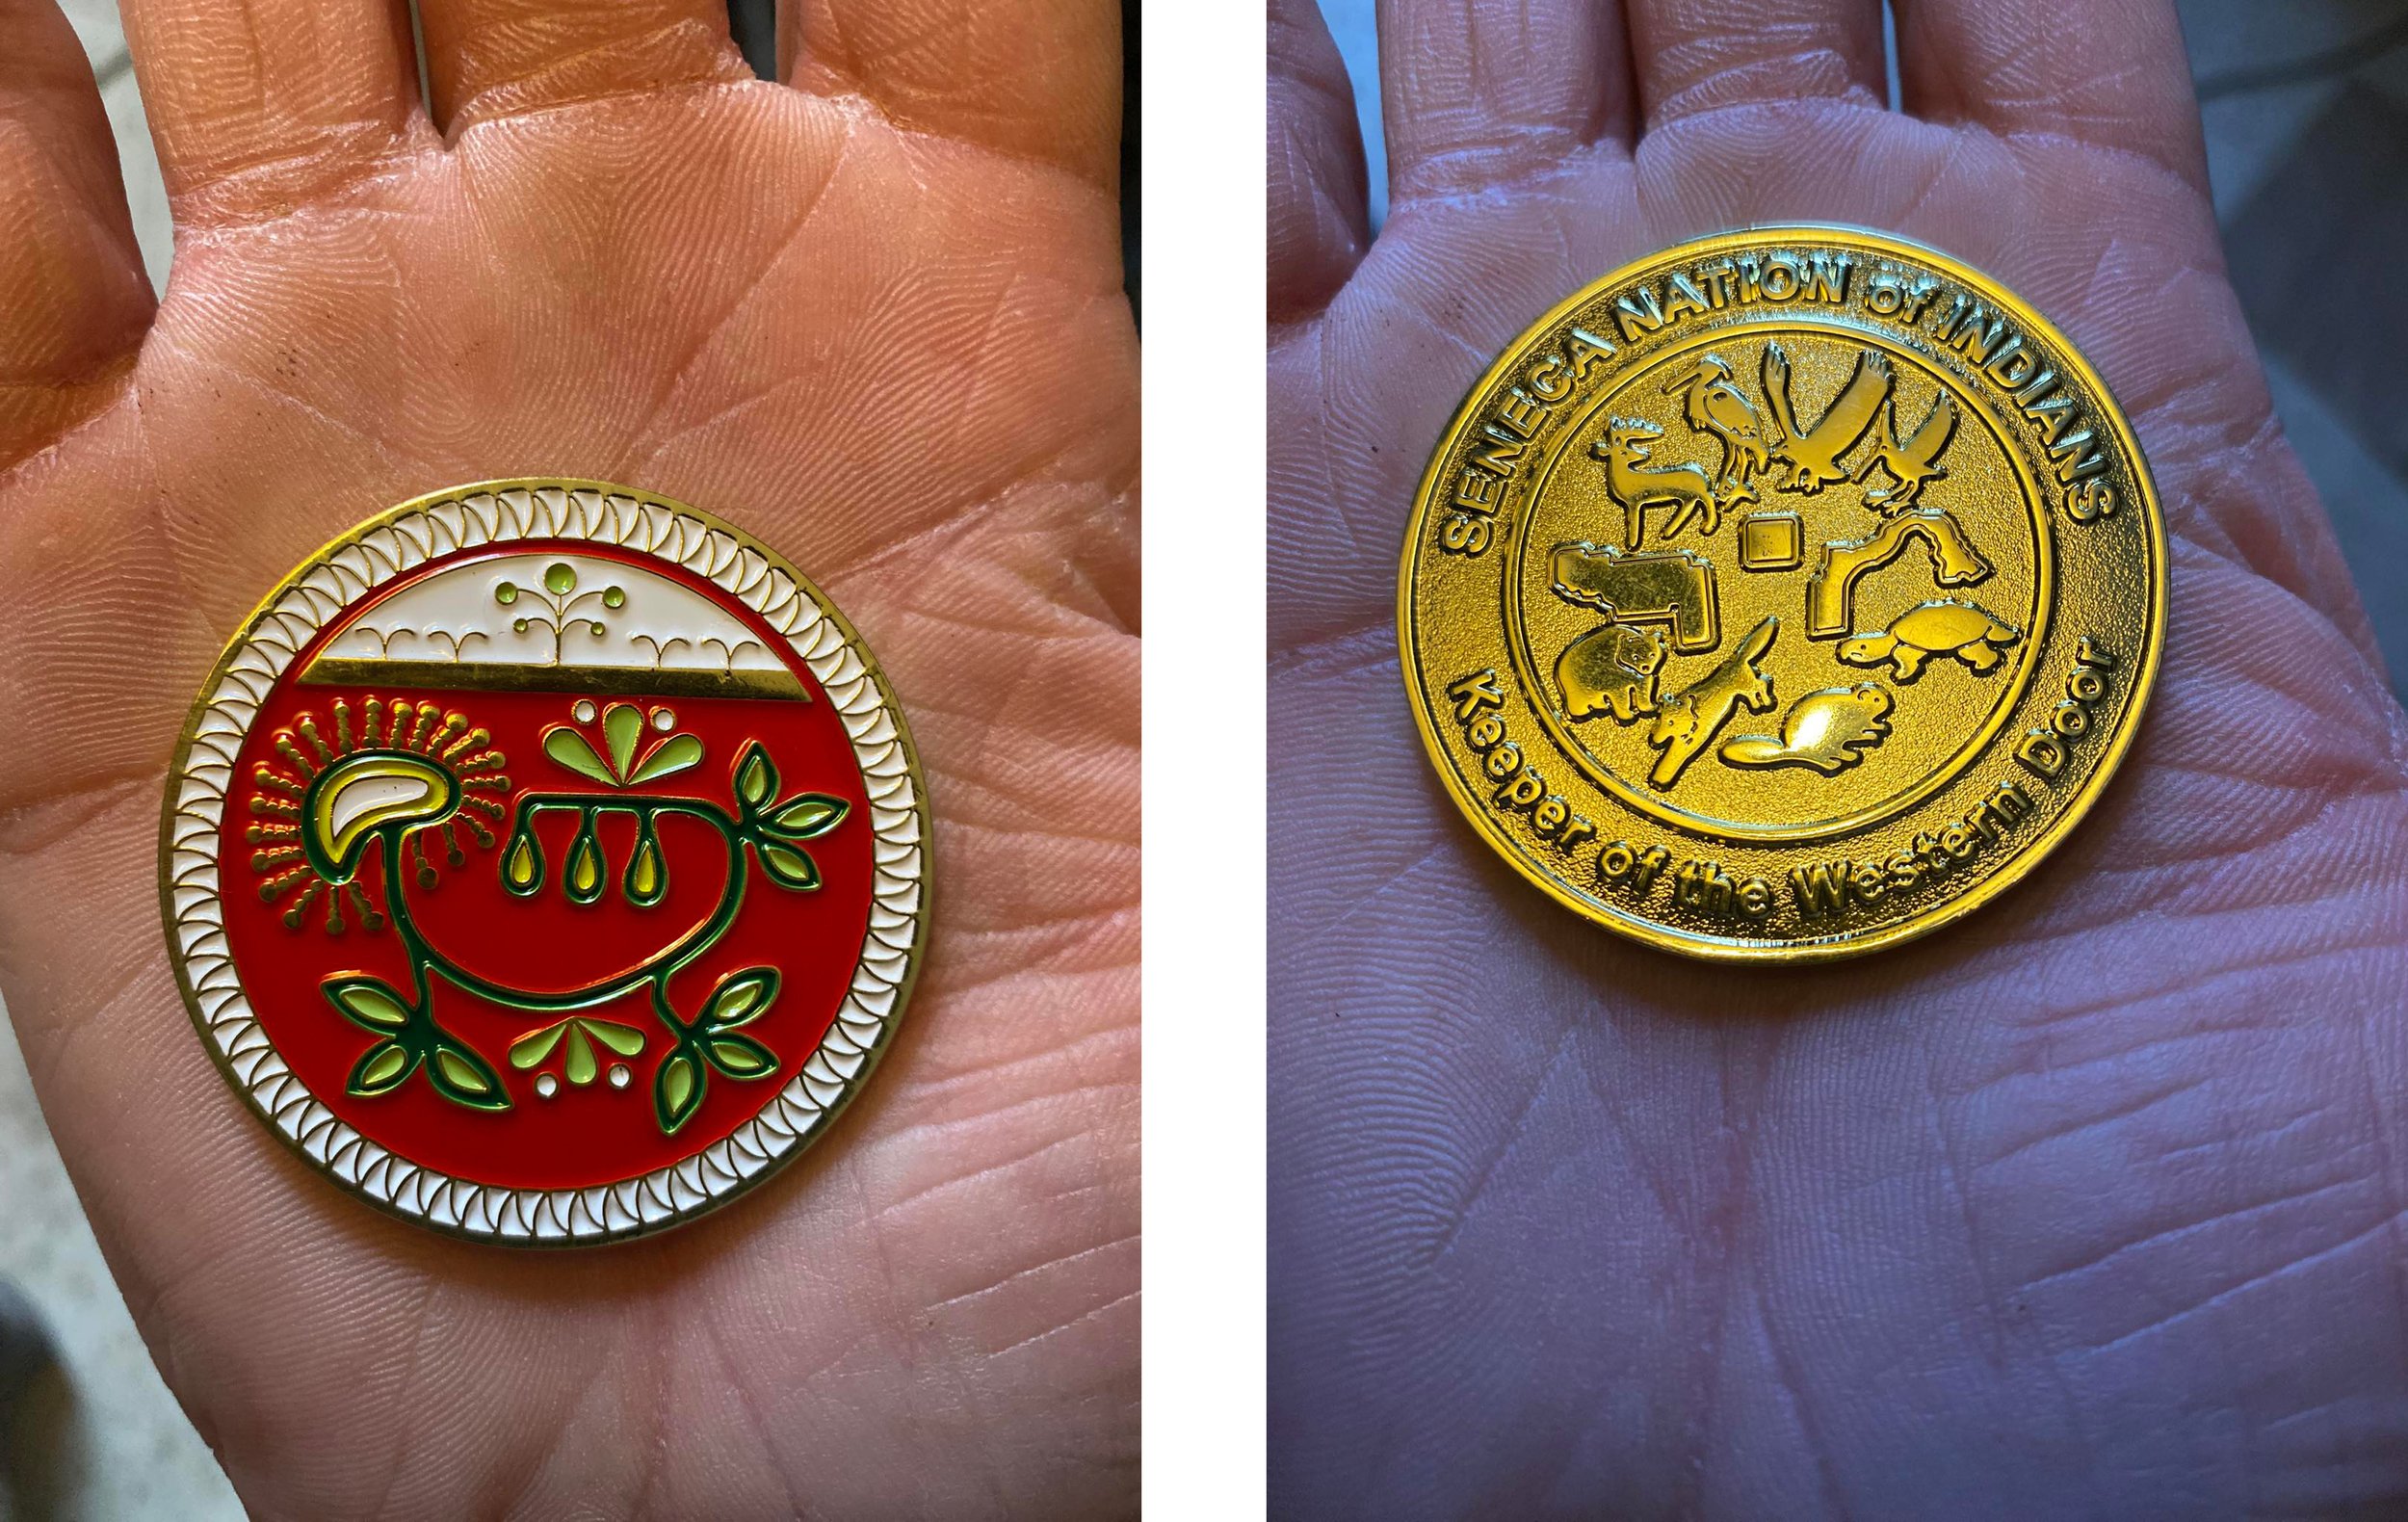 SENECA NATION of INDIANS
Keeper of the Western Door